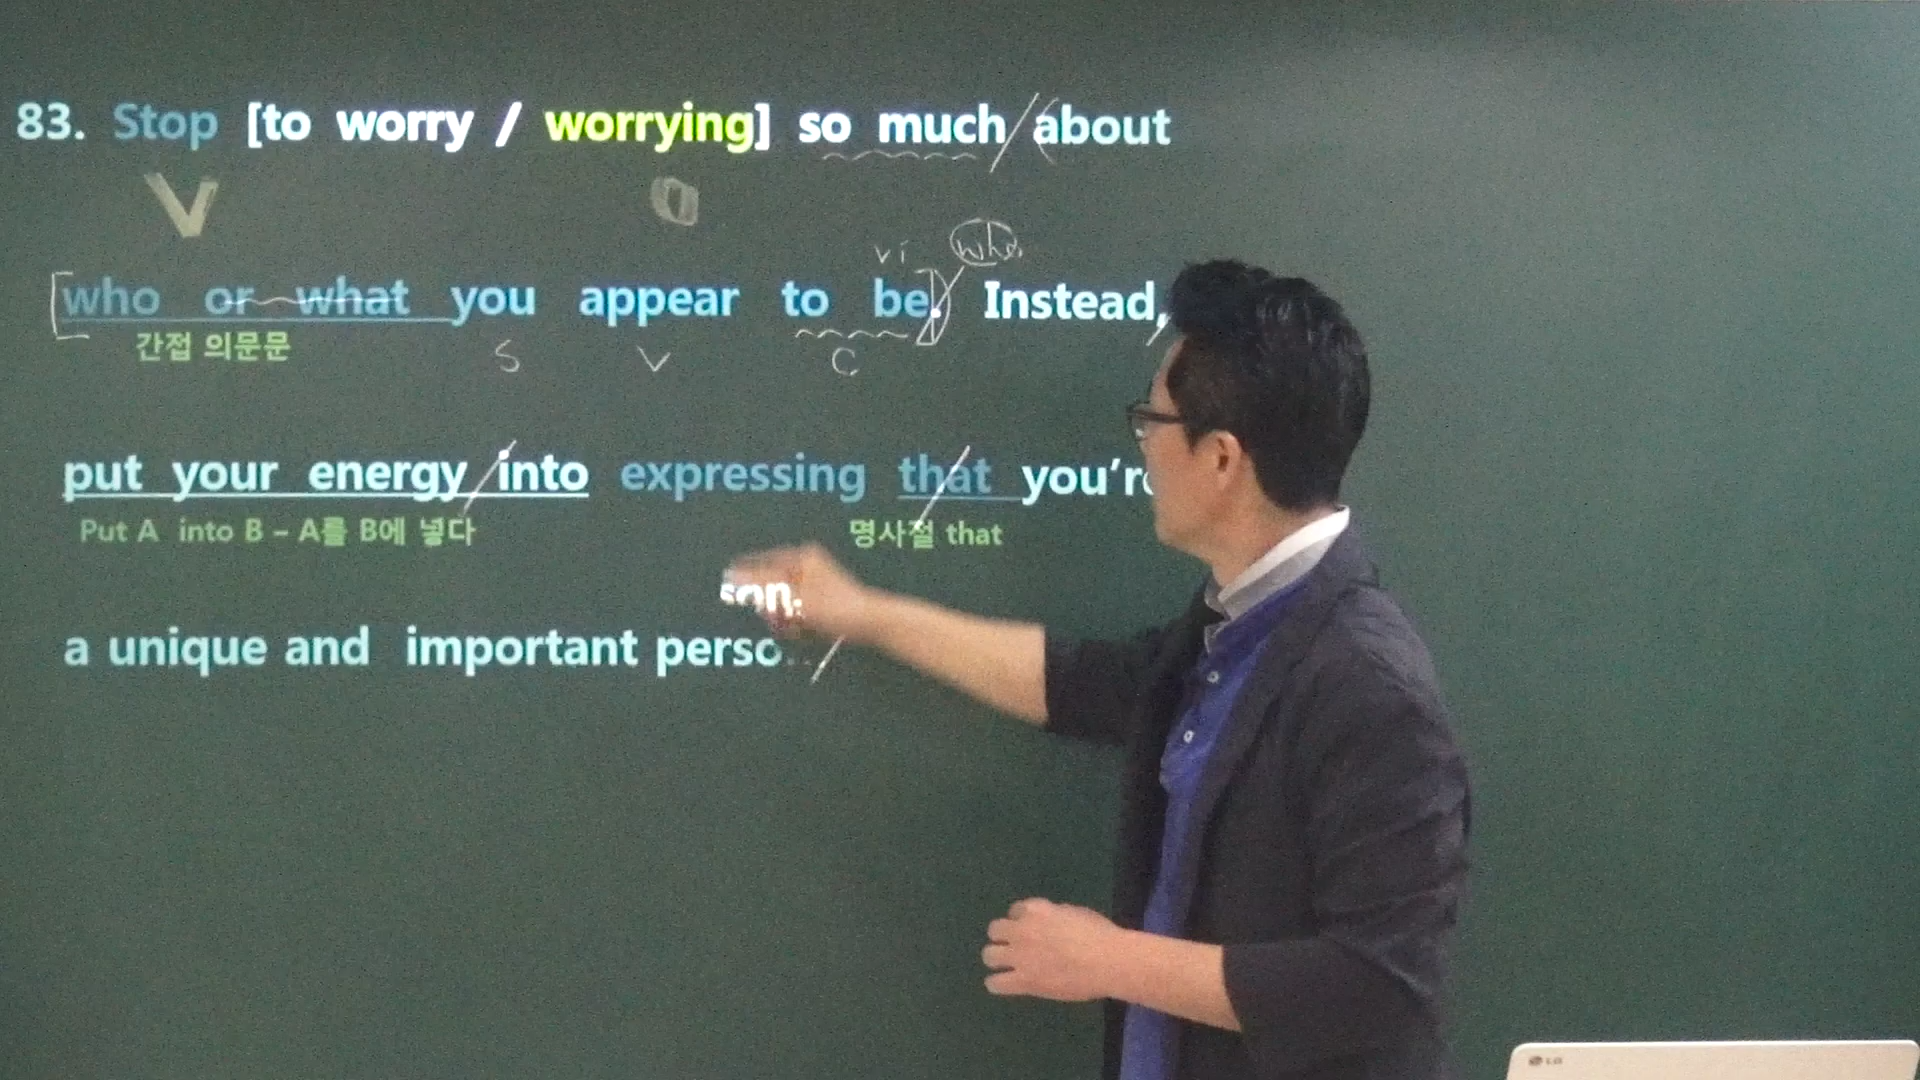 83. Stop [to worry / worrying] so much about
V O
vi who
who or what you appear to be. Instead,
간접 의문문 S V C
put your energy into expressing that you're
Put A into B – A를 B에 넣다 명사절 that
son.
a unique and important perso
LG